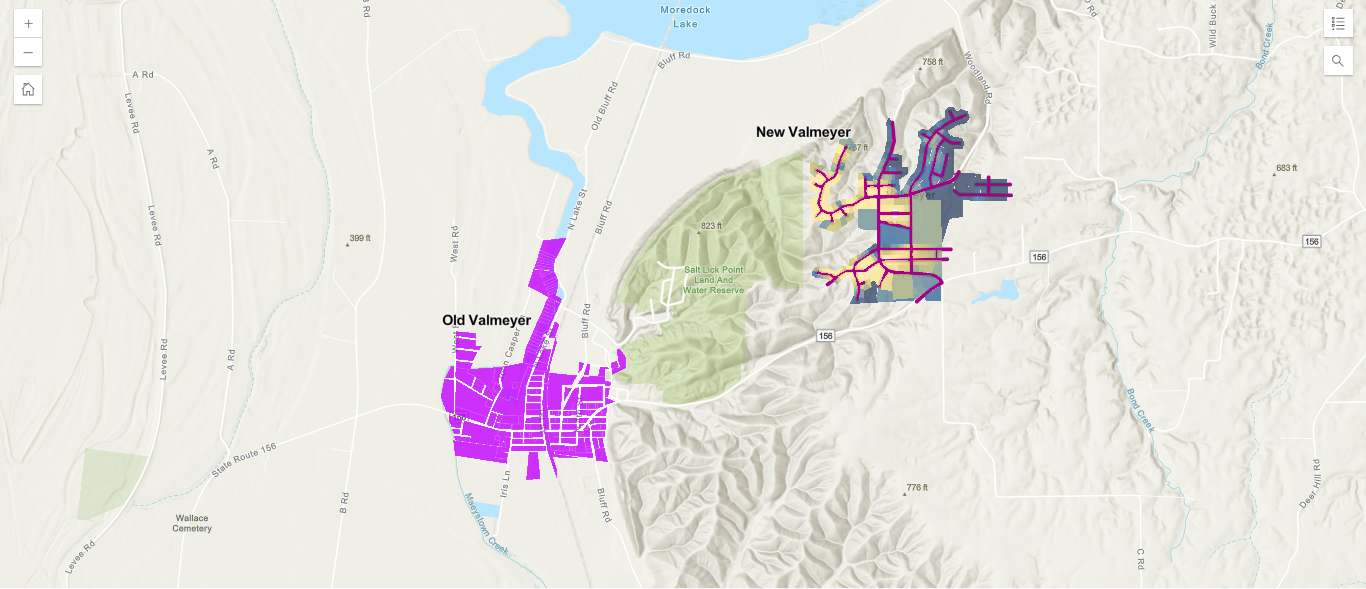 Moredock
Lake
B Rd
Bluff Rd
Woodland Rd
Wild Buck
Bond Creek
A Rd
758 ft
Levee Rd
Old Bluff Rd
New Valmeyer
7 ft
A Rd
683 ft
N Lake St
Levee Rd
Bluff Rd
823 ft
399 ft
West Rd
156
156
Salt Lick Point
Land And
Water Reserve
Old Valmeyer
Bluff Rd
156
Levee Rd
A Rd
Bond Creek
State Route 156
776 ft
Iris Ln
B Rd
Bluff Rd
Deer Hill Rd
Maeystown Creek
Wallace
Cemetery
Levee Rd
C Rd